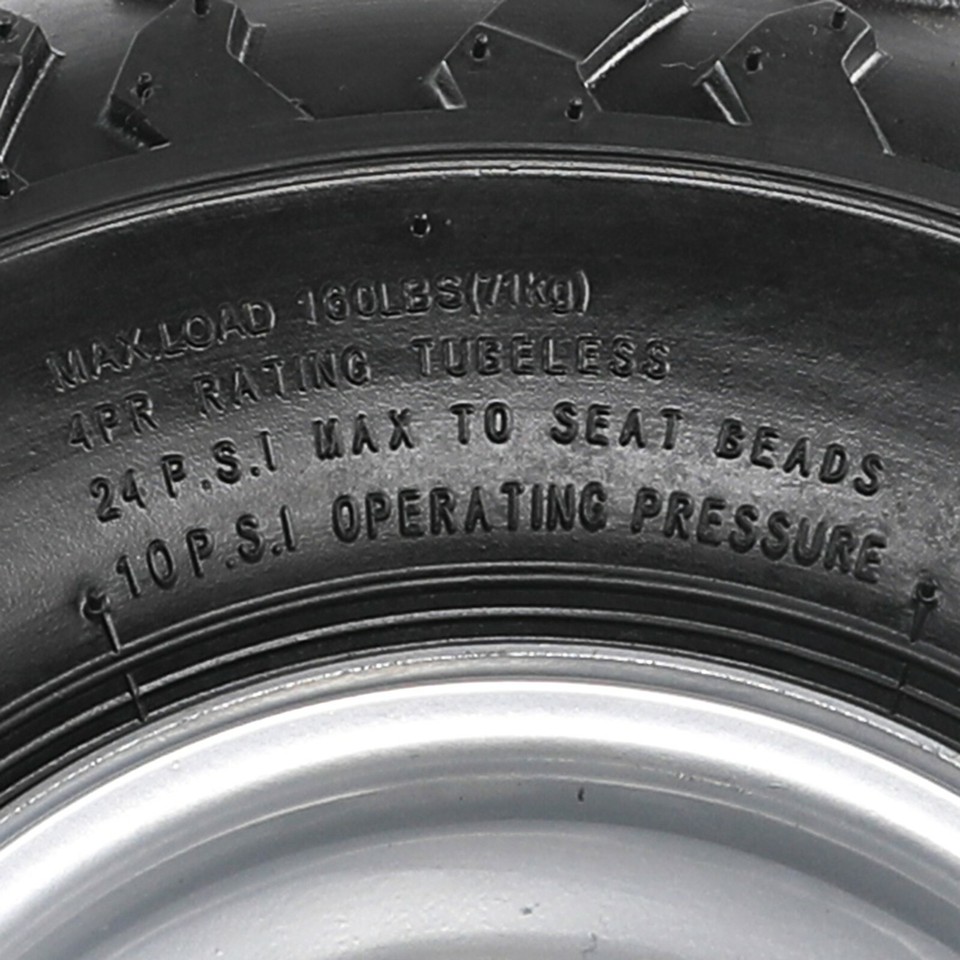 MAX.LOAD 160LBS(71kg)
4PR RATING TUBELESS
24 P.S.I MAX TO SEAT BEADS
10 P.S.I OPERATING PRESSURE